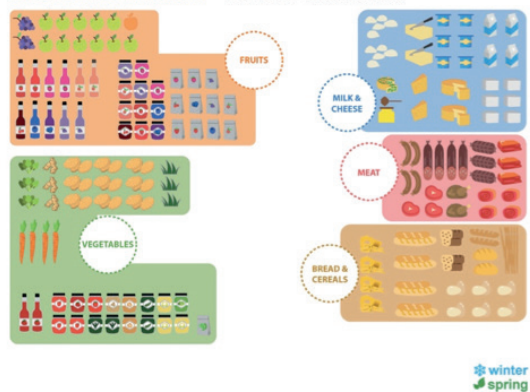 FRUITS
MILK &
CHEESE
MEAT
VEGETABLES
BREAD &
CEREALS
winter
spring